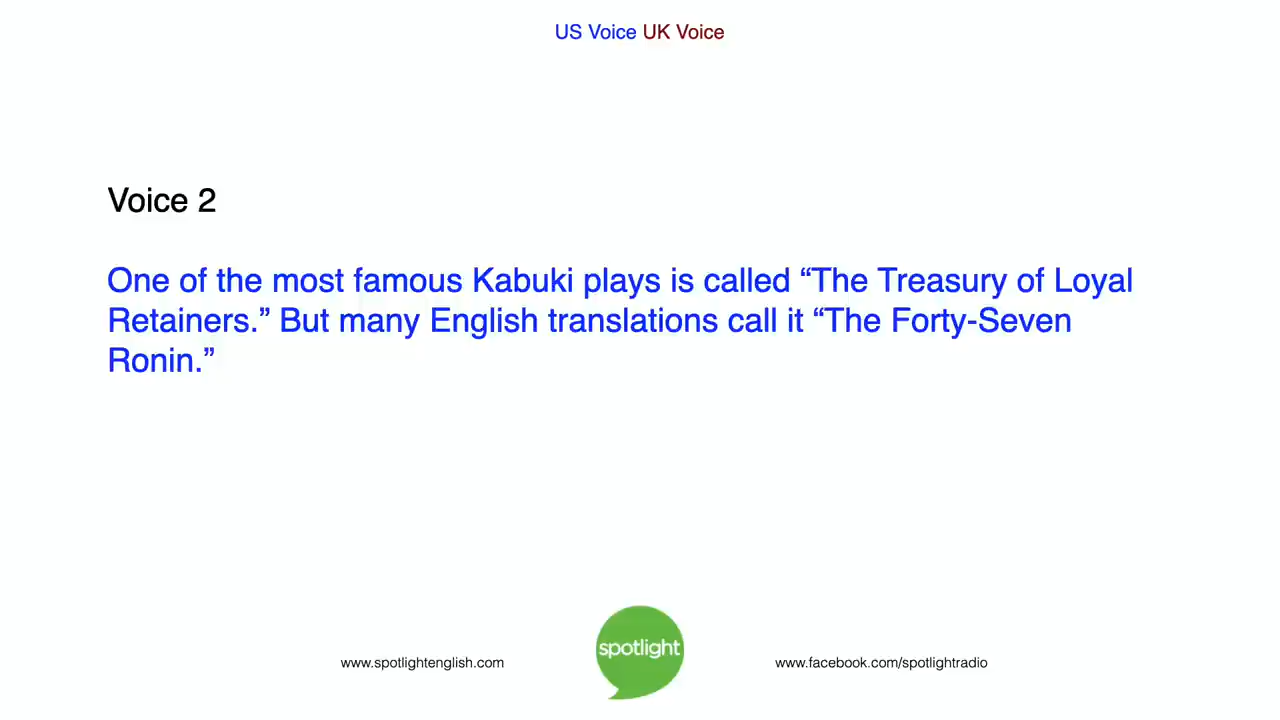 US Voice UK Voice
Voice 2
One of the most famous Kabuki plays is called “The Treasury of Loyal
Retainers.” But many English translations call it “The Forty-Seven
Ronin.”
www.spotlightenglish.com
spotlight
www.facebook.com/spotlightradio